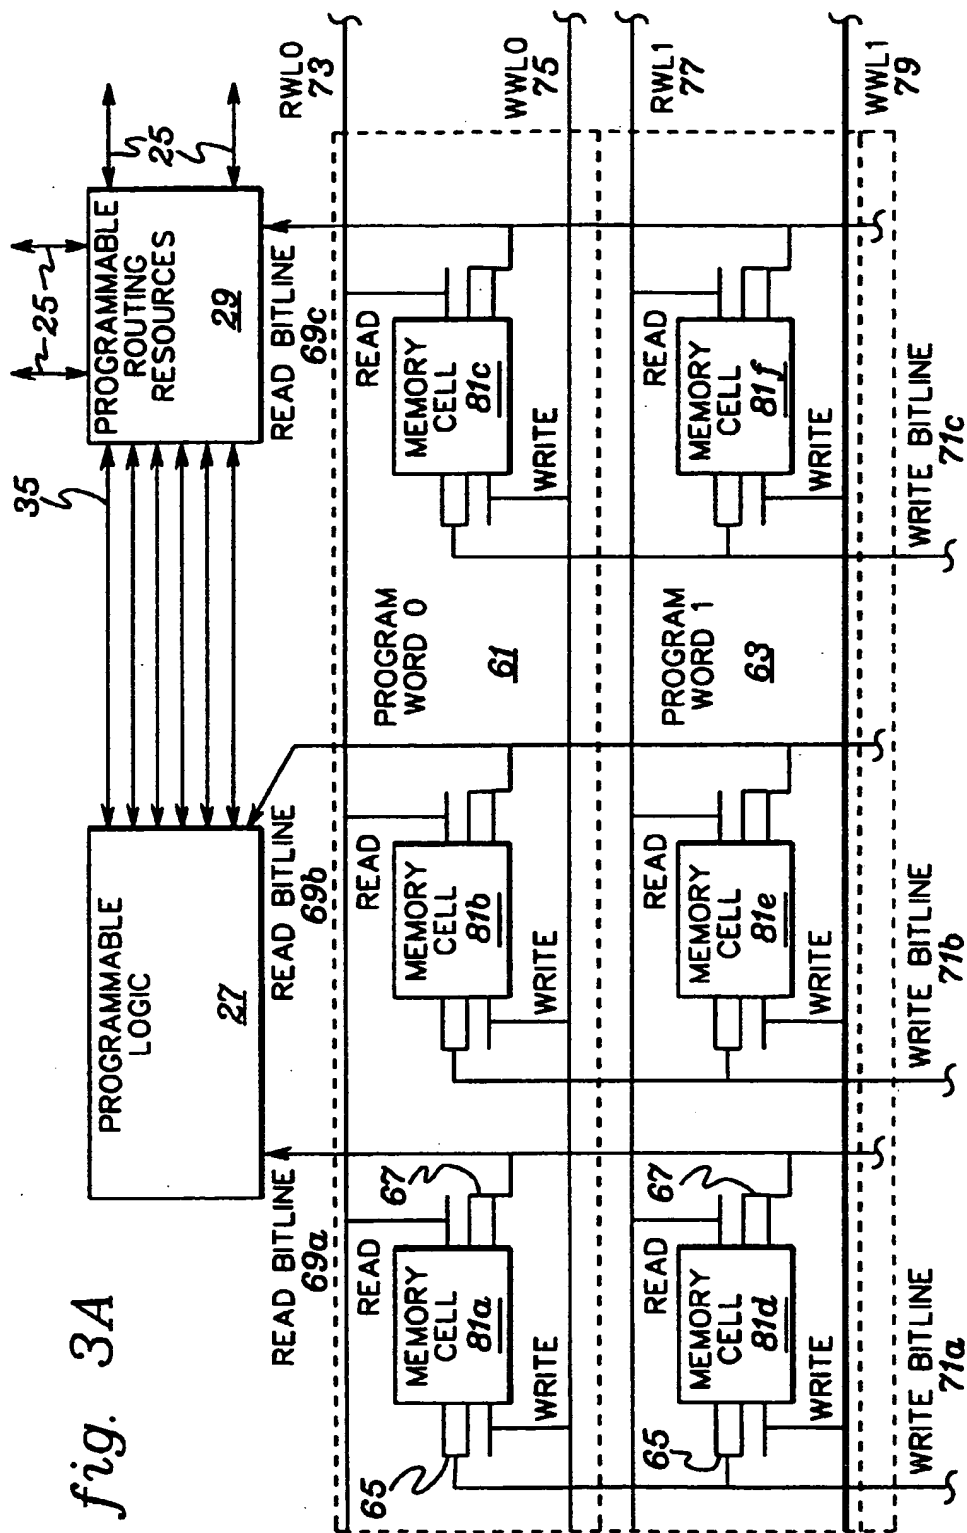 fig. 3A
PROGRAMMABLE
LOGIC
27
35
PROGRAMMABLE
ROUTING
RESOURCES
29
25
25
READ BITLINE
69a
READ BITLINE
69b
READ BITLINE
69c
RWL0
73
READ
READ
READ
67
MEMORY
CELL
81a
MEMORY
CELL
81b
PROGRAM
WORD 0
61
MEMORY
CELL
81c
65
WRITE
WRITE
WRITE
WWL0
75
RWL1
77
READ
READ
READ
67
MEMORY
CELL
81d
MEMORY
CELL
81e
PROGRAM
WORD 1
63
MEMORY
CELL
81f
65
WRITE
WRITE
WRITE
WWL1
79
WRITE BITLINE
71a
WRITE BITLINE
71b
WRITE BITLINE
71c